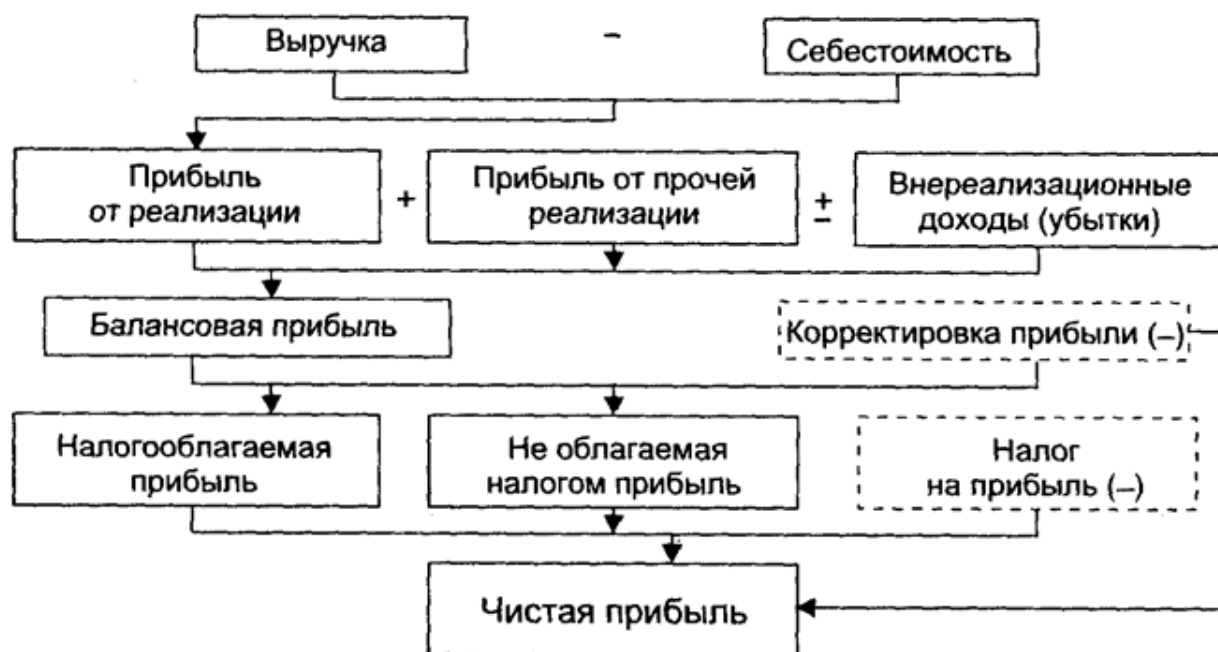 Выручка
–
Себестоимость
Прибыль
от реализации
+
Прибыль от прочей
реализации
±
Внереализационные
доходы (убытки)
Балансовая прибыль
Корректировка прибыли (–)
Налогооблагаемая
прибыль
Не облагаемая
налогом прибыль
Налог
на прибыль (–)
Чистая прибыль